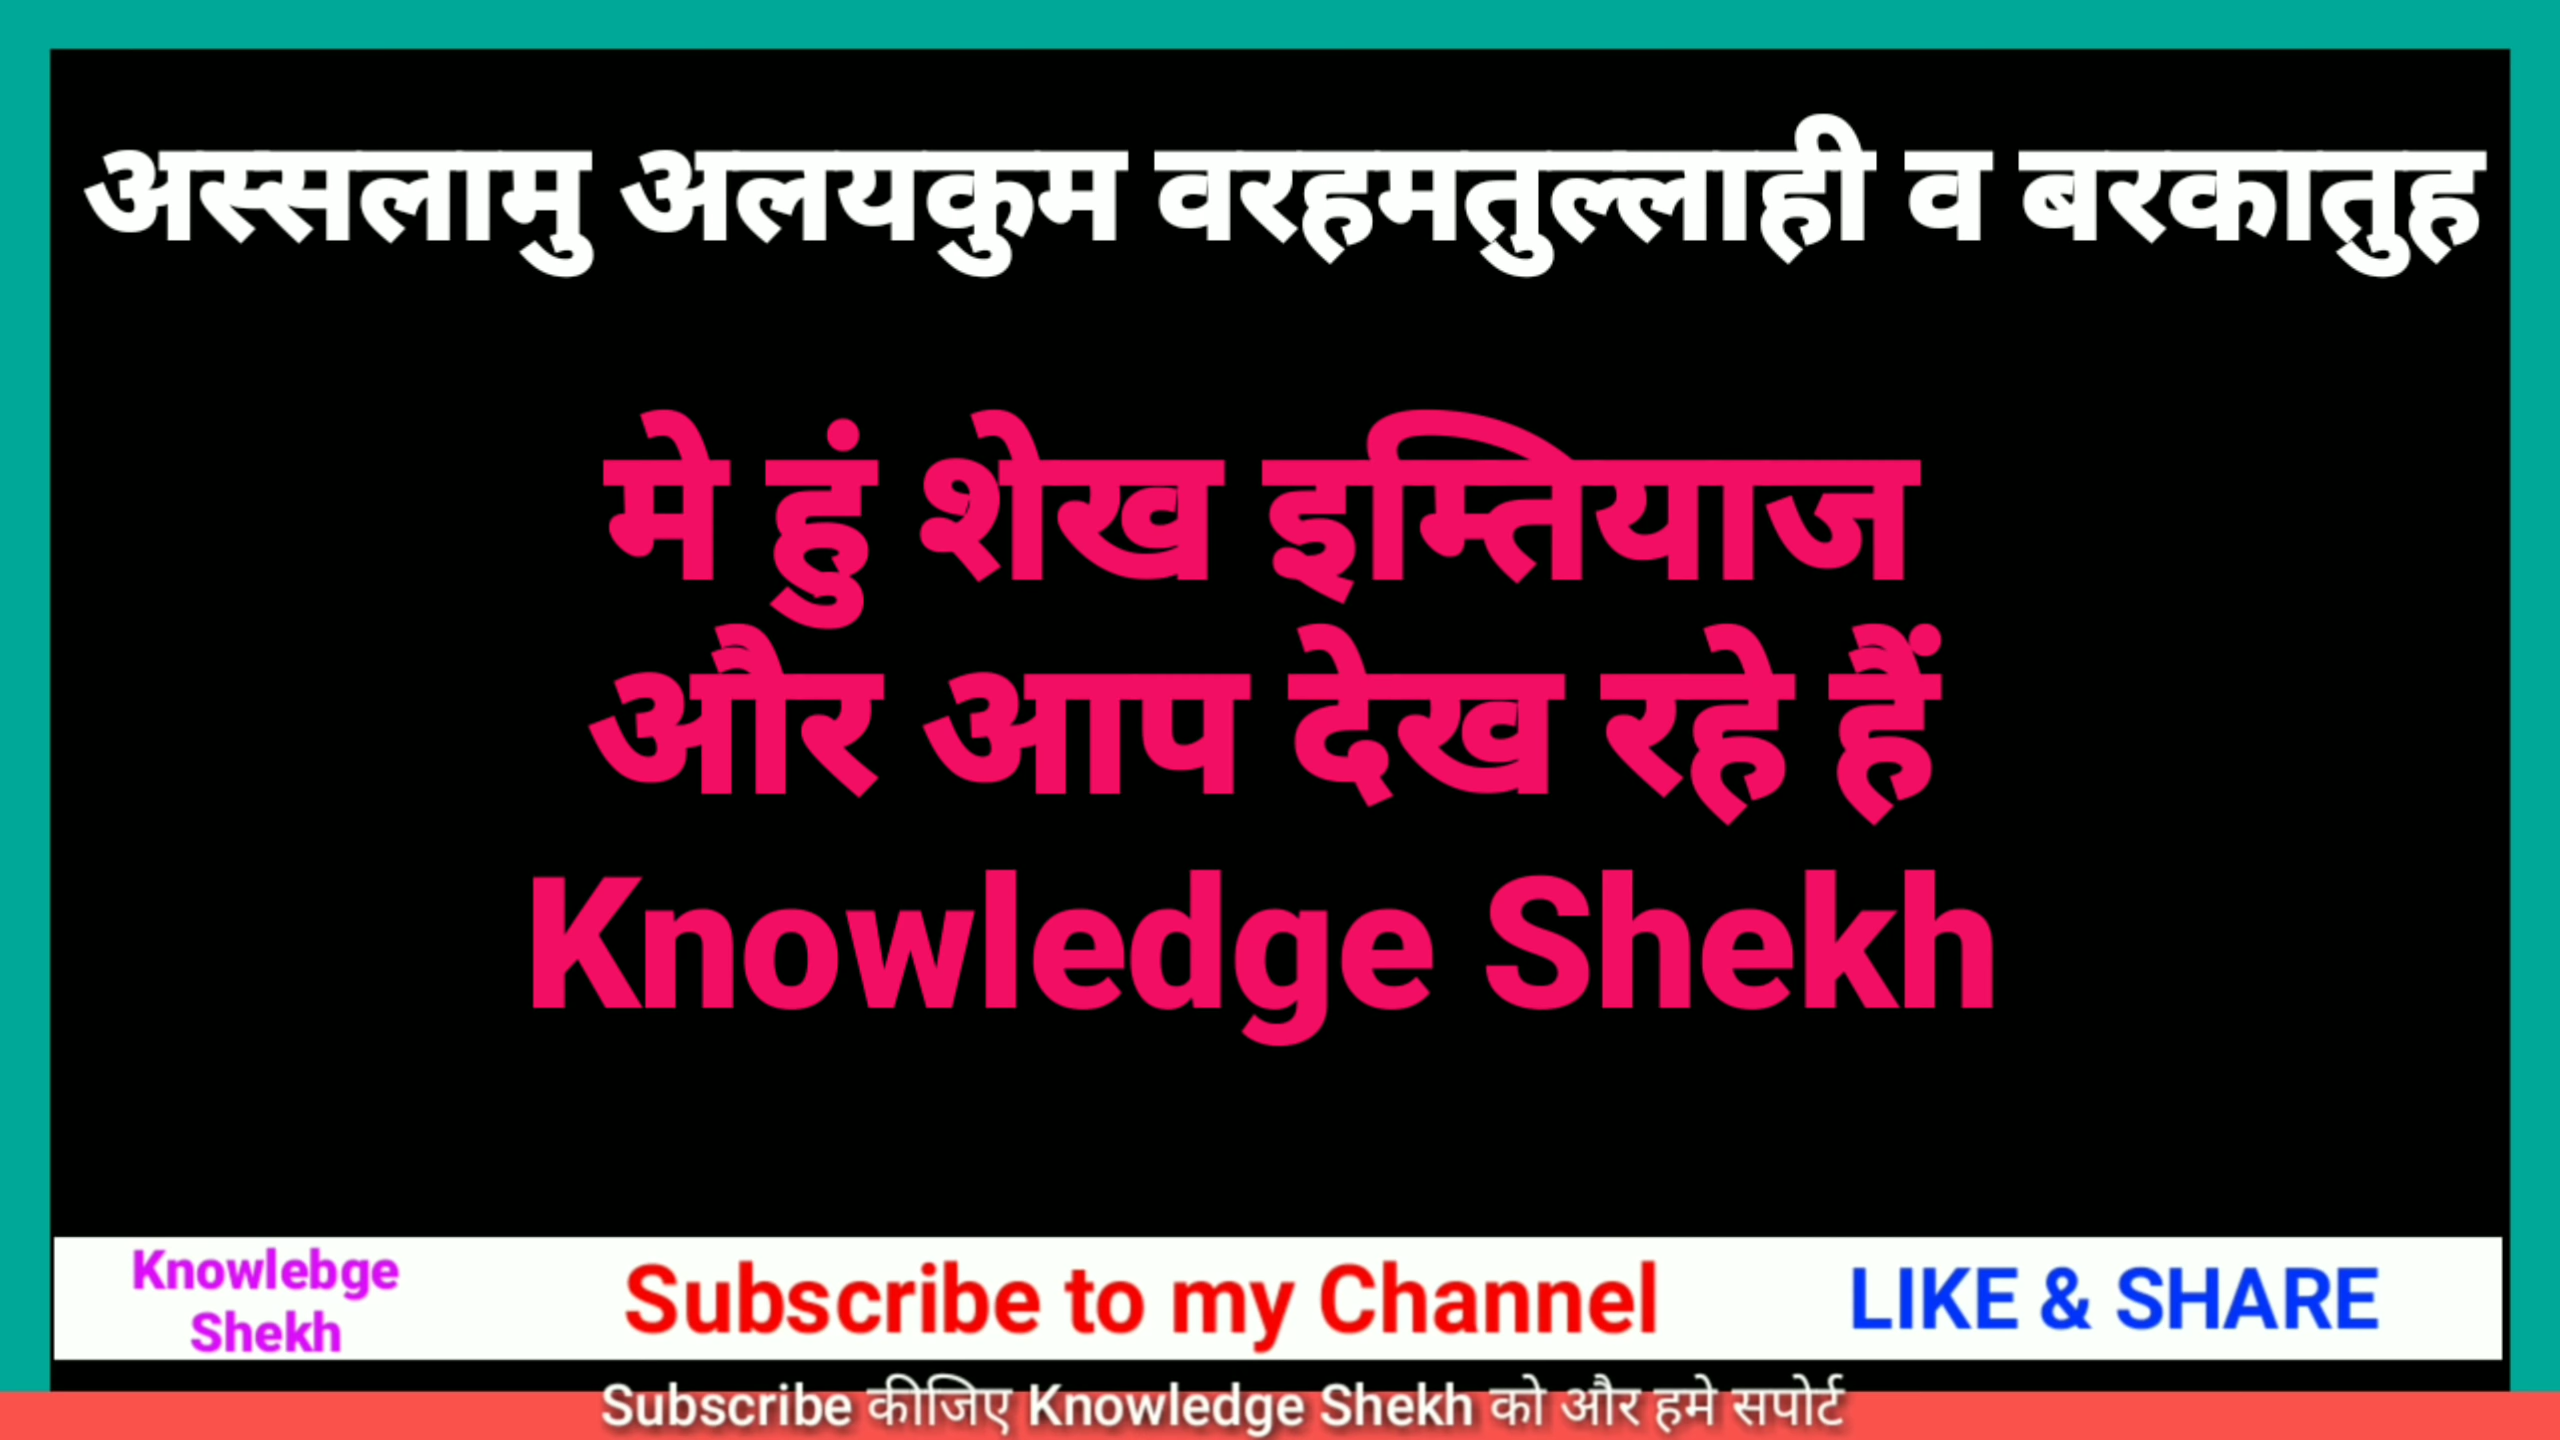 अस्सलामु अलयकुम वरहमतुल्लाही व बरकातुह
मे हुं शेख इम्तियाज
और आप देख रहे हैं
Knowledge Shekh
Knowlebge
Shekh
Subscribe to my Channel
LIKE & SHARE
Subscribe कीजिए Knowledge Shekh को और हमे सपोर्ट